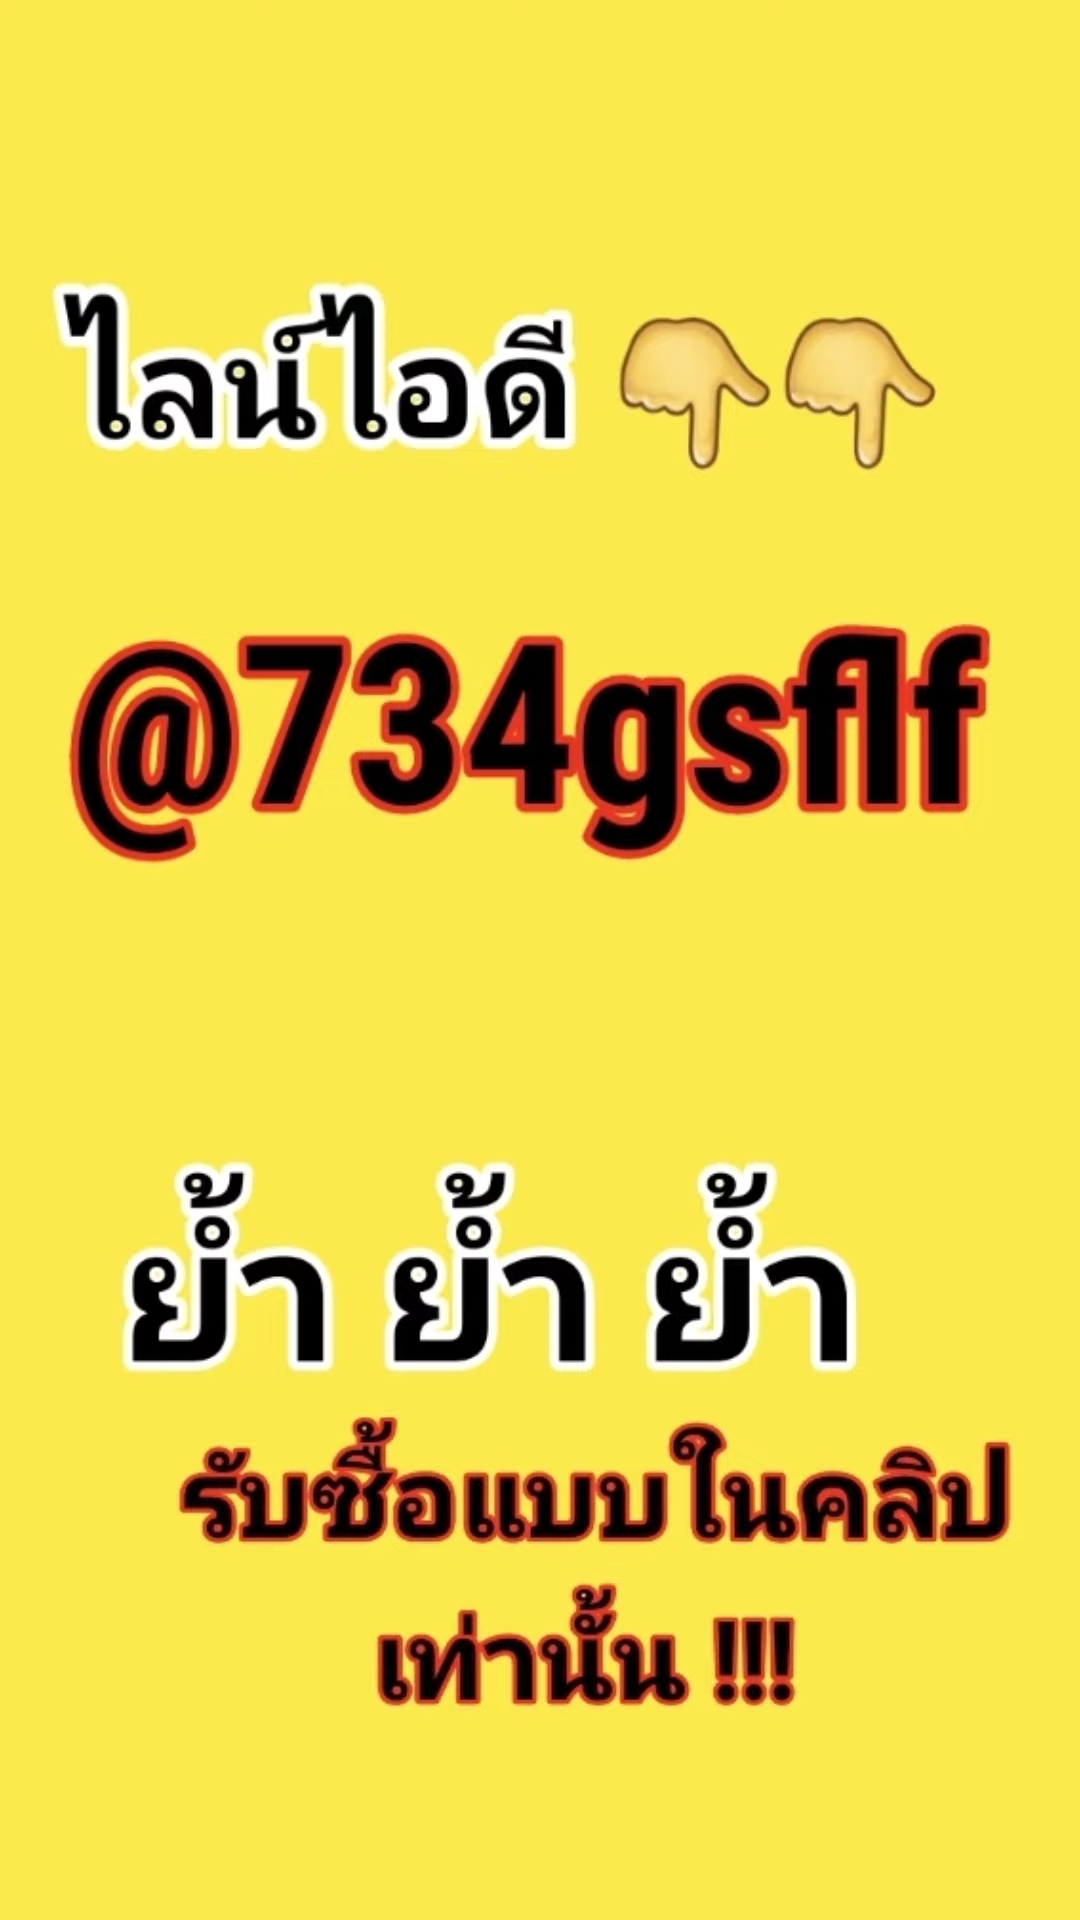 ไลน์ไอดี 👇👇
@734gsflf
ย้ำ ย้ำ ย้ำ
รับซื้อแบบในคลิป
เท่านั้น !!!